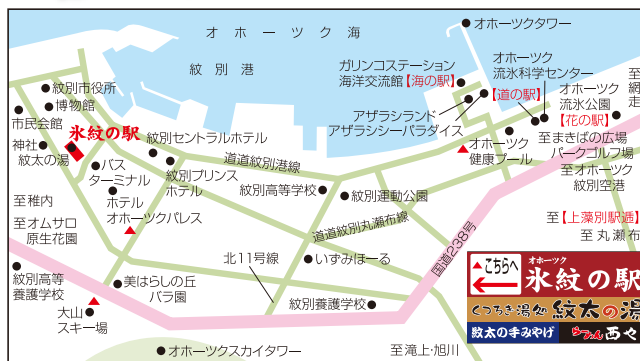 オホーツク海
紋別港
オホーツクタワー
ガリンコステーション
海洋交流館【海の駅】
オホーツク
流氷科学センター
【道の駅】
オホーツク
流氷公園
【花の駅】
至網走
アザラシランド
アザラシシーパラダイス
オホーツク
健康プール
至まきばの広場
パークゴルフ場
至オホーツク
紋別空港
紋別市役所
博物館
市民会館
氷紋の駅
神社
紋太の湯
紋別セントラルホテル
道道紋別港線
バス
ターミナル
紋別プリンス
ホテル
ホテル
オホーツクパレス
紋別高等学校
紋別運動公園
道道紋別丸瀬布線
至稚内
至オムサロ
原生花園
至【上藻別駅逓】
至丸瀬布
国道238号
北11号線
いずみほーる
紋別高等
養護学校
美はらしの丘
バラ園
大山
スキー場
紋別養護学校
オホーツクスカイタワー
至滝上・旭川
こちらへ
オホーツク
氷紋の駅
くつろぎ湯処 紋太の湯
紋太の手みやげ
らーめん 西や